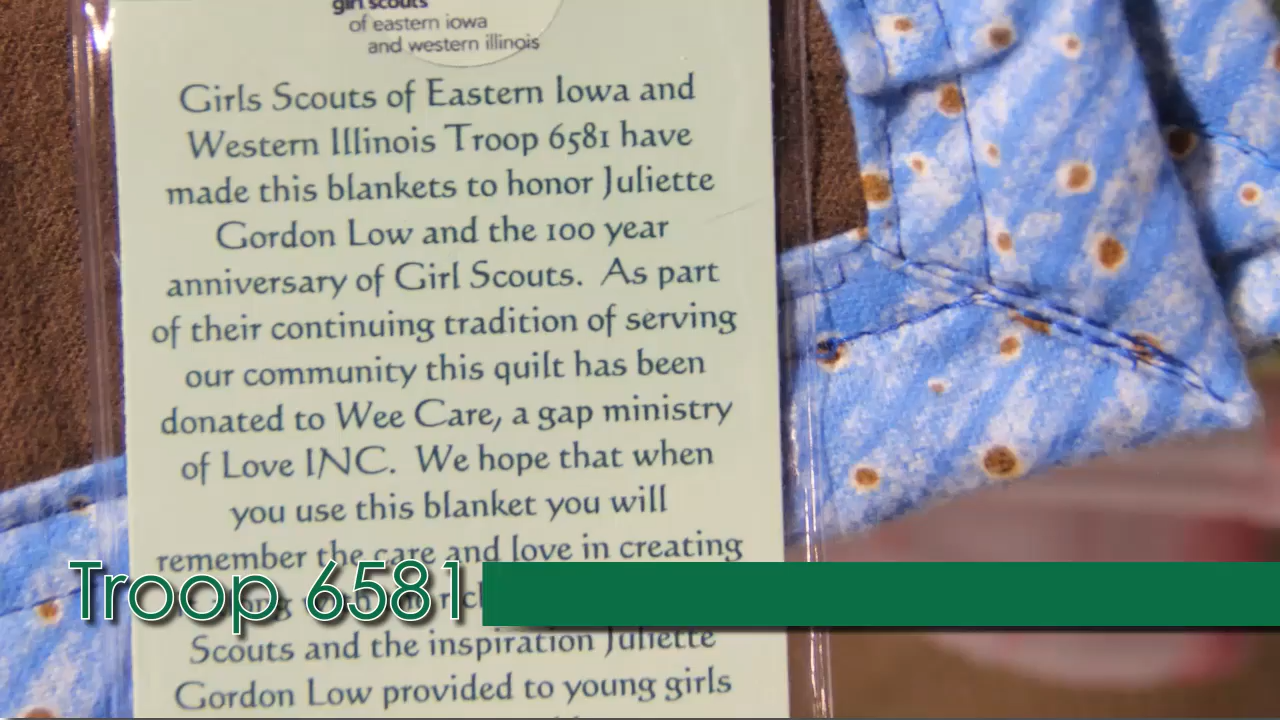 girl scouts
of eastern iowa
and western illinois
Girls Scouts of Eastern Iowa and
Western Illinois Troop 6581 have
made this blankets to honor Juliette
Gordon Low and the 100 year
anniversary of Girl Scouts. As part
of their continuing tradition of serving
our community this quilt has been
donated to Wee Care, a gap ministry
of Love INC. We hope that when
you use this blanket you will
remember the care and love in creating
Troop 6581
Scouts and the inspiration Juliette
Gordon Low provided to young girls